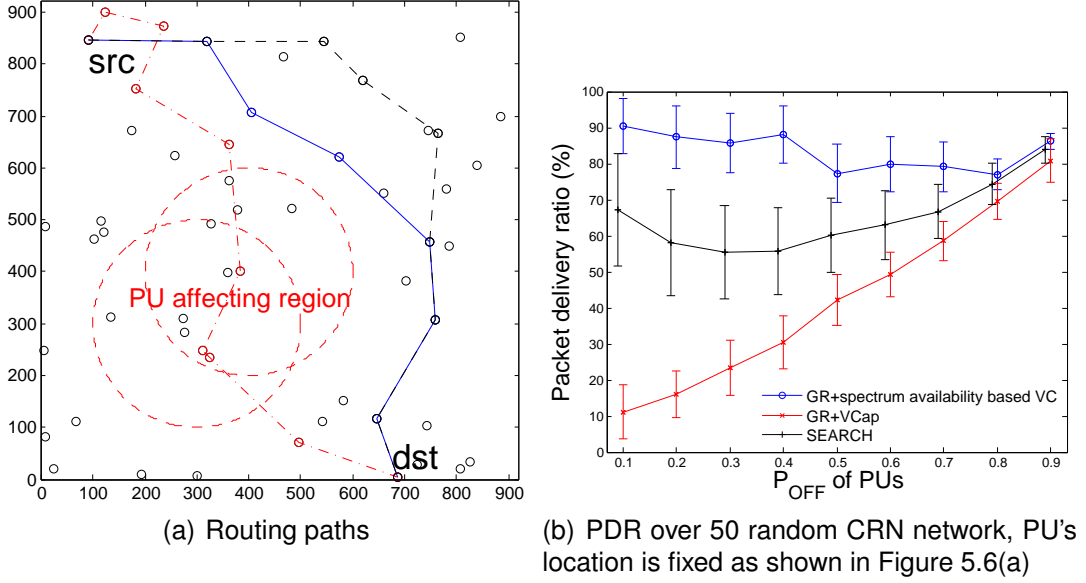 900
800
700
600
500
400
300
200
100
0
0 100 200 300 400 500 600 700 800 900
src
PU affecting region
dst
(a) Routing paths
Packet delivery ratio (%)
100
90
80
70
60
50
40
30
20
10
0
GR+spectrum availability based VC
GR+VCap
SEARCH
0.1 0.2 0.3 0.4 0.5 0.6 0.7 0.8 0.9
P_OFF of PUs
(b) PDR over 50 random CRN network, PU's
location is fixed as shown in Figure 5.6(a)